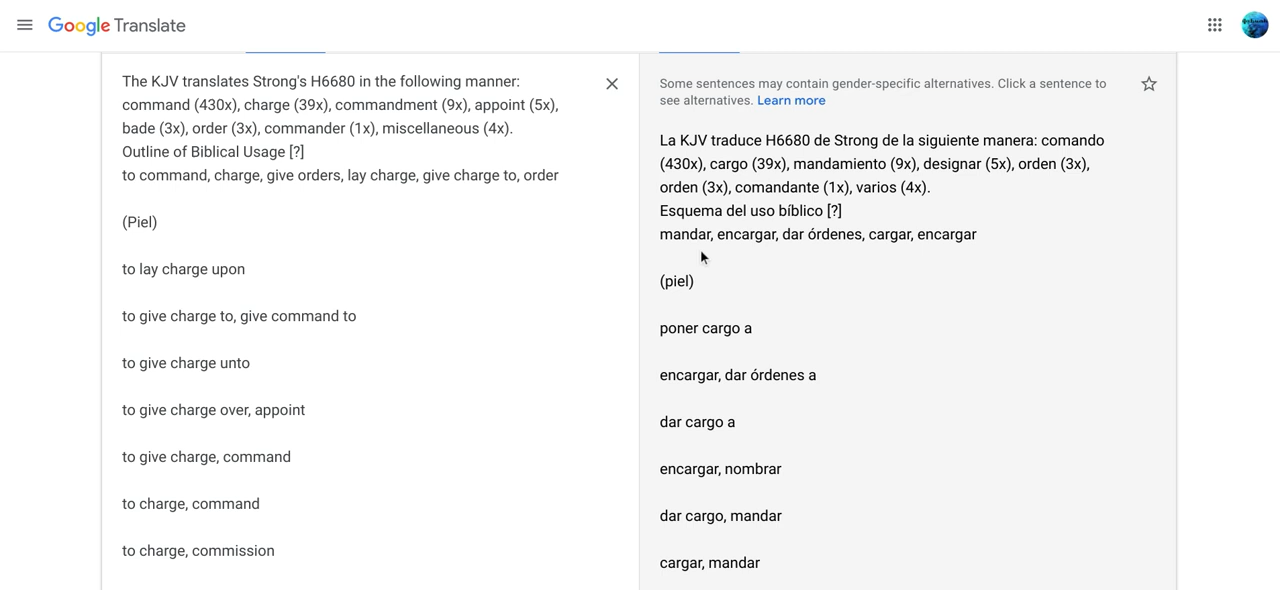 Google Translate
The KJV translates Strong's H6680 in the following manner:
command (430x), charge (39x), commandment (9x), appoint (5x),
bade (3x), order (3x), commander (1x), miscellaneous (4x).
Outline of Biblical Usage [?]
to command, charge, give orders, lay charge, give charge to, order
(Piel)
to lay charge upon
to give charge to, give command to
to give charge unto
to give charge over, appoint
to give charge, command
to charge, command
to charge, commission
Some sentences may contain gender-specific alternatives. Click a sentence to
see alternatives. Learn more
La KJV traduce H6680 de Strong de la siguiente manera: comando
(430x), cargo (39x), mandamiento (9x), designar (5x), orden (3x),
orden (3x), comandante (1x), varios (4x).
Esquema del uso bíblico [?]
mandar, encargar, dar órdenes, cargar, encargar
(piel)
poner cargo a
encargar, dar órdenes a
dar cargo a
encargar, nombrar
dar cargo, mandar
cargar, mandar